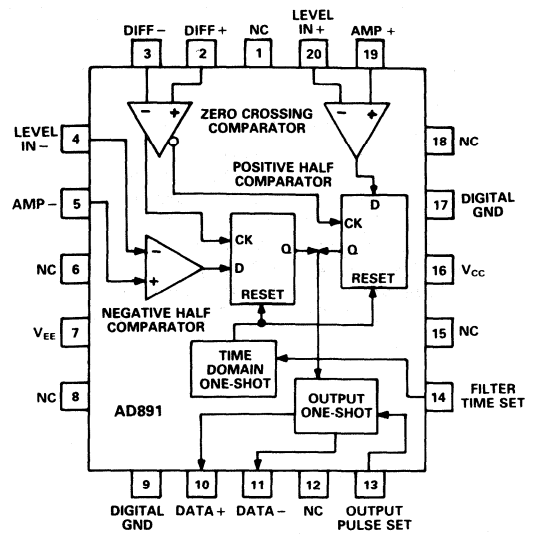 DIFF−
DIFF+
NC
LEVEL
IN+
AMP +
3
2
1
20
19
−
+
−
+
ZERO CROSSING
COMPARATOR
LEVEL
IN−
4
18
NC
POSITIVE HALF
COMPARATOR
AMP −
5
D
CK
Q
RESET
17
DIGITAL
GND
−
+
CK
D
Q
RESET
NC
6
16
VCC
NEGATIVE HALF
COMPARATOR
VEE
7
15
NC
TIME
DOMAIN
ONE-SHOT
NC
8
14
FILTER
TIME SET
AD891
OUTPUT
ONE-SHOT
9
10
11
12
13
DIGITAL
GND
DATA +
DATA −
NC
OUTPUT
PULSE SET